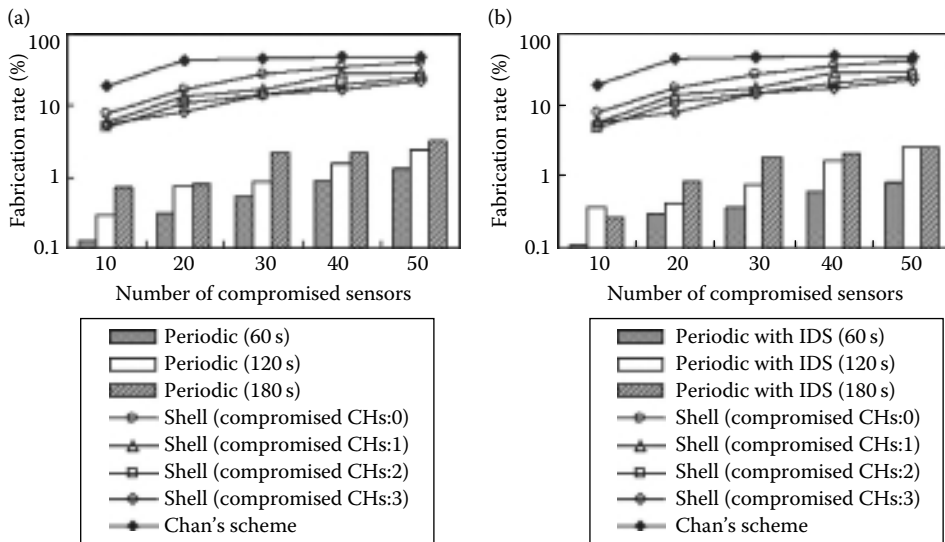 (a)
Fabrication rate (%)
100
10
1
0.1
10 20 30 40 50
Number of compromised sensors
Periodic (60 s)
Periodic (120 s)
Periodic (180 s)
Shell (compromised CHs:0)
Shell (compromised CHs:1)
Shell (compromised CHs:2)
Shell (compromised CHs:3)
Chan's scheme
(b)
Fabrication rate (%)
100
10
1
0.1
10 20 30 40 50
Number of compromised sensors
Periodic with IDS (60 s)
Periodic with IDS (120 s)
Periodic with IDS (180 s)
Shell (compromised CHs:0)
Shell (compromised CHs:1)
Shell (compromised CHs:2)
Shell (compromised CHs:3)
Chan's scheme